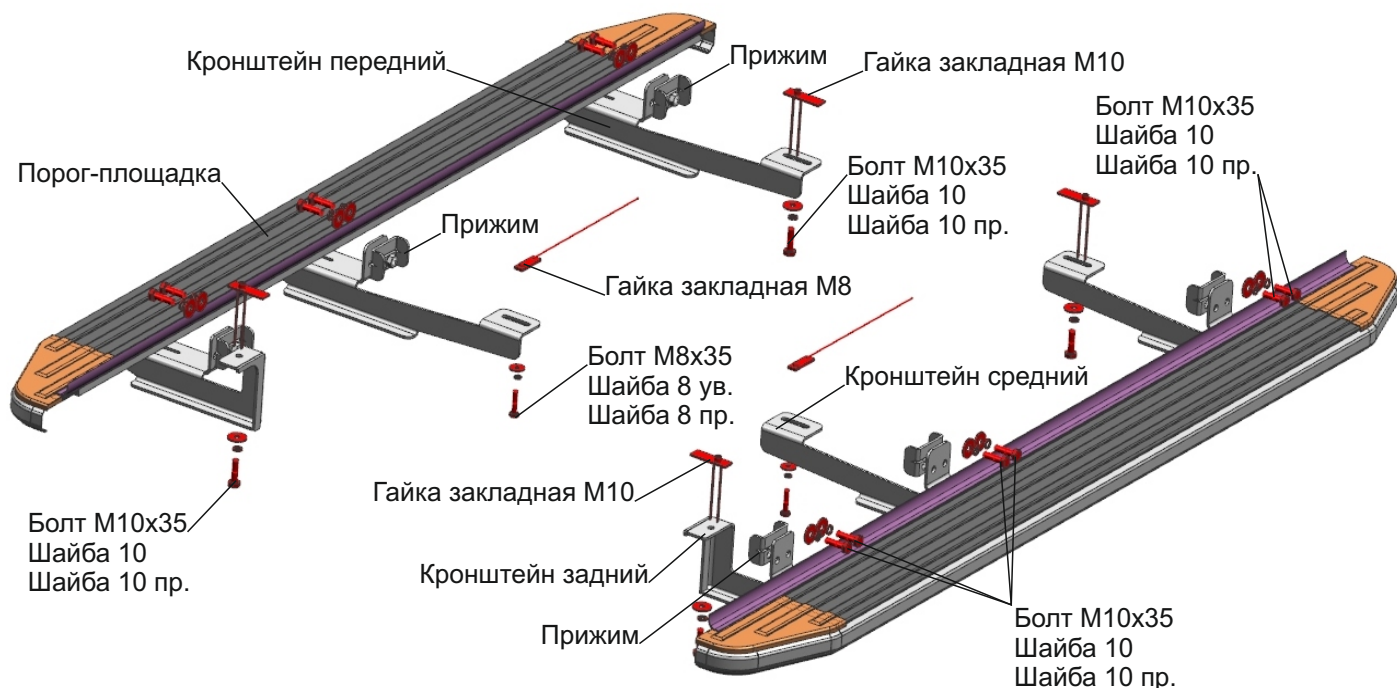 Кронштейн передний
Прижим
Гайка закладная М10
Болт М10х35
Шайба 10
Шайба 10 пр.
Порог-площадка
Болт М10х35
Шайба 10
Шайба 10 пр.
Прижим
Гайка закладная М8
Болт М8х35
Шайба 8 ув.
Шайба 8 пр.
Кронштейн средний
Гайка закладная М10
Болт М10х35
Шайба 10
Шайба 10 пр.
Кронштейн задний
Прижим
Болт М10х35
Шайба 10
Шайба 10 пр.